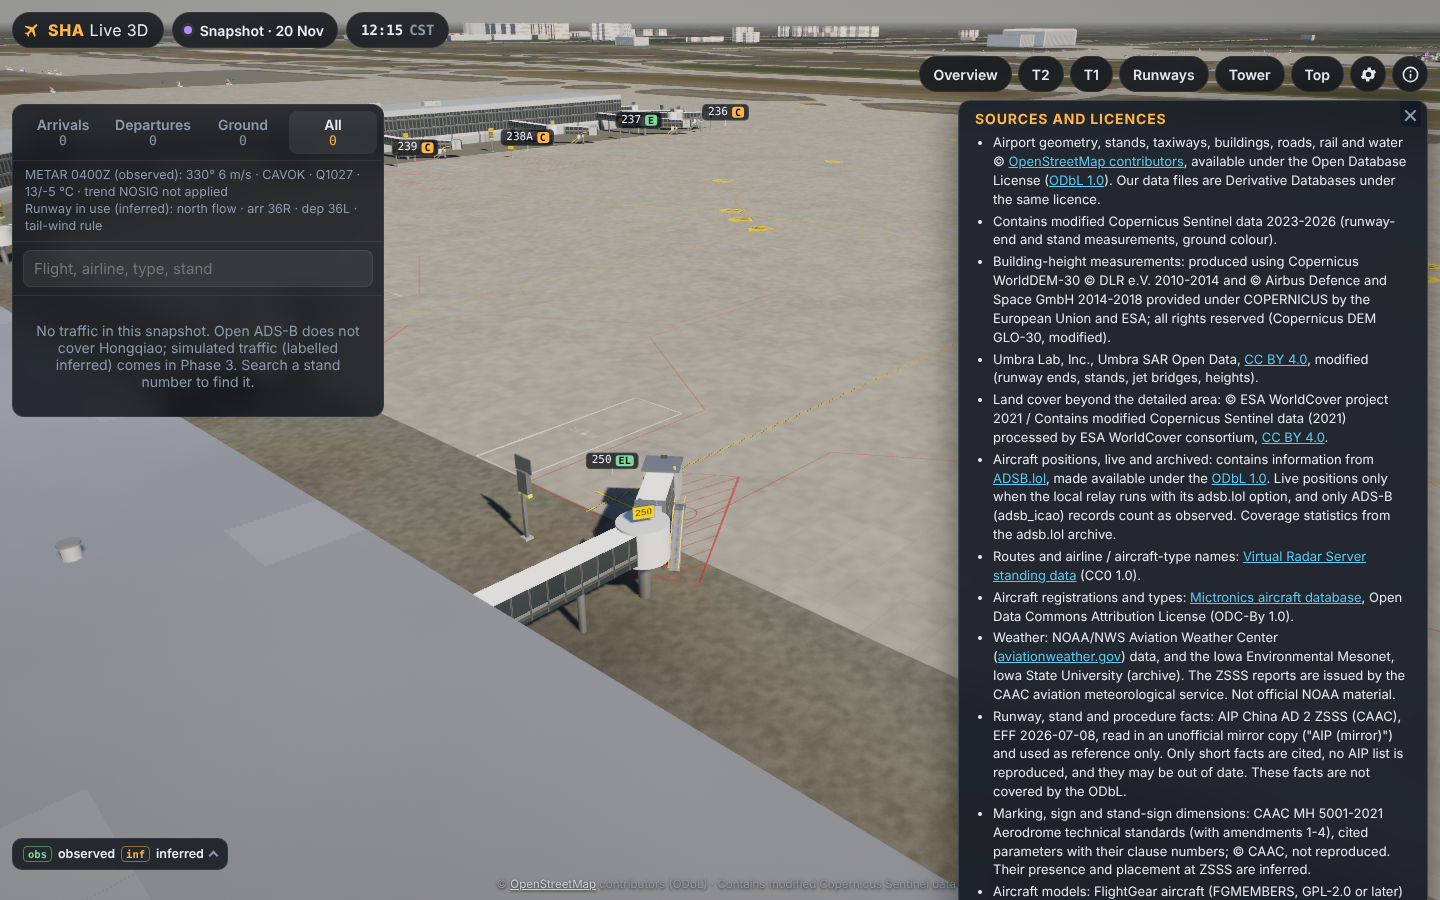 SHA Live 3D
Snapshot · 20 Nov
12:15 CST
Overview
T2
T1
Runways
Tower
Top
Arrivals
0
Departures
0
Ground
0
All
0
METAR 0400Z (observed): 330° 6 m/s · CAVOK · Q1027 ·
13/-5 °C · trend NOSIG not applied
Runway in use (inferred): north flow · arr 36R · dep 36L ·
tail-wind rule
Flight, airline, type, stand
No traffic in this snapshot. Open ADS-B does not
cover Hongqiao; simulated traffic (labelled
inferred) comes in Phase 3. Search a stand
number to find it.
239 C
238A C
237 E
236 C
250 EL
250
SOURCES AND LICENCES
• Airport geometry, stands, taxiways, buildings, roads, rail and water
© OpenStreetMap contributors, available under the Open Database
License (ODbL 1.0). Our data files are Derivative Databases under
the same licence.
• Contains modified Copernicus Sentinel data 2023-2026 (runway-
end and stand measurements, ground colour).
• Building-height measurements: produced using Copernicus
WorldDEM-30 © DLR e.V. 2010-2014 and © Airbus Defence and
Space GmbH 2014-2018 provided under COPERNICUS by the
European Union and ESA; all rights reserved (Copernicus DEM
GLO-30, modified).
• Umbra Lab, Inc., Umbra SAR Open Data, CC BY 4.0, modified
(runway ends, stands, jet bridges, heights).
• Land cover beyond the detailed area: © ESA WorldCover project
2021 / Contains modified Copernicus Sentinel data (2021)
processed by ESA WorldCover consortium, CC BY 4.0.
• Aircraft positions, live and archived: contains information from
ADSB.lol, made available under the ODbL 1.0. Live positions only
when the local relay runs with its adsb.lol option, and only ADS-B
(adsb_icao) records count as observed. Coverage statistics from
the adsb.lol archive.
• Routes and airline / aircraft-type names: Virtual Radar Server
standing data (CC0 1.0).
• Aircraft registrations and types: Mictronics aircraft database, Open
Data Commons Attribution License (ODC-By 1.0).
• Weather: NOAA/NWS Aviation Weather Center
(aviationweather.gov) data, and the Iowa Environmental Mesonet,
Iowa State University (archive). The ZSSS reports are issued by the
CAAC aviation meteorological service. Not official NOAA material.
• Runway, stand and procedure facts: AIP China AD 2 ZSSS (CAAC),
EFF 2026-07-08, read in an unofficial mirror copy ("AIP (mirror)")
and used as reference only. Only short facts are cited, no AIP list is
reproduced, and they may be out of date. These facts are not
covered by the ODbL.
• Marking, sign and stand-sign dimensions: CAAC MH 5001-2021
Aerodrome technical standards (with amendments 1-4), cited
parameters with their clause numbers; © CAAC, not reproduced.
Their presence and placement at ZSSS are inferred.
• Aircraft models: FlightGear aircraft (FGMEMBERS, GPL-2.0 or later)
obs observed inf inferred
© OpenStreetMap contributors (ODbL) · Contains modified Copernicus Sentinel data